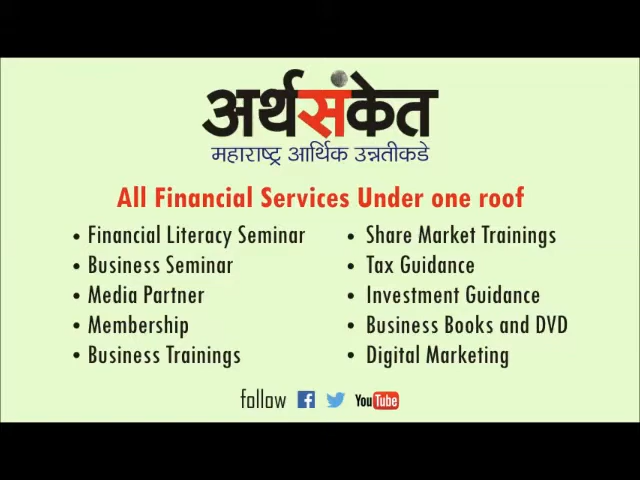 अर्थसंकेत
महाराष्ट्र आर्थिक उन्नतीकडे
All Financial Services Under one roof
• Financial Literacy Seminar
• Business Seminar
• Media Partner
• Membership
• Business Trainings
• Share Market Trainings
• Tax Guidance
• Investment Guidance
• Business Books and DVD
• Digital Marketing
follow f YouTube